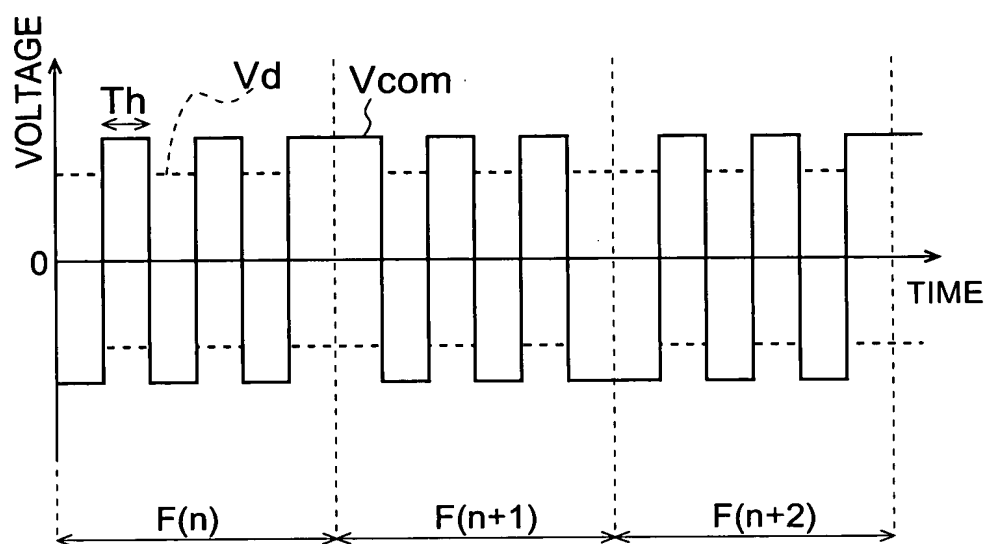 VOLTAGE
Th
Vd
Vcom
0
TIME
F(n)
F(n+1)
F(n+2)